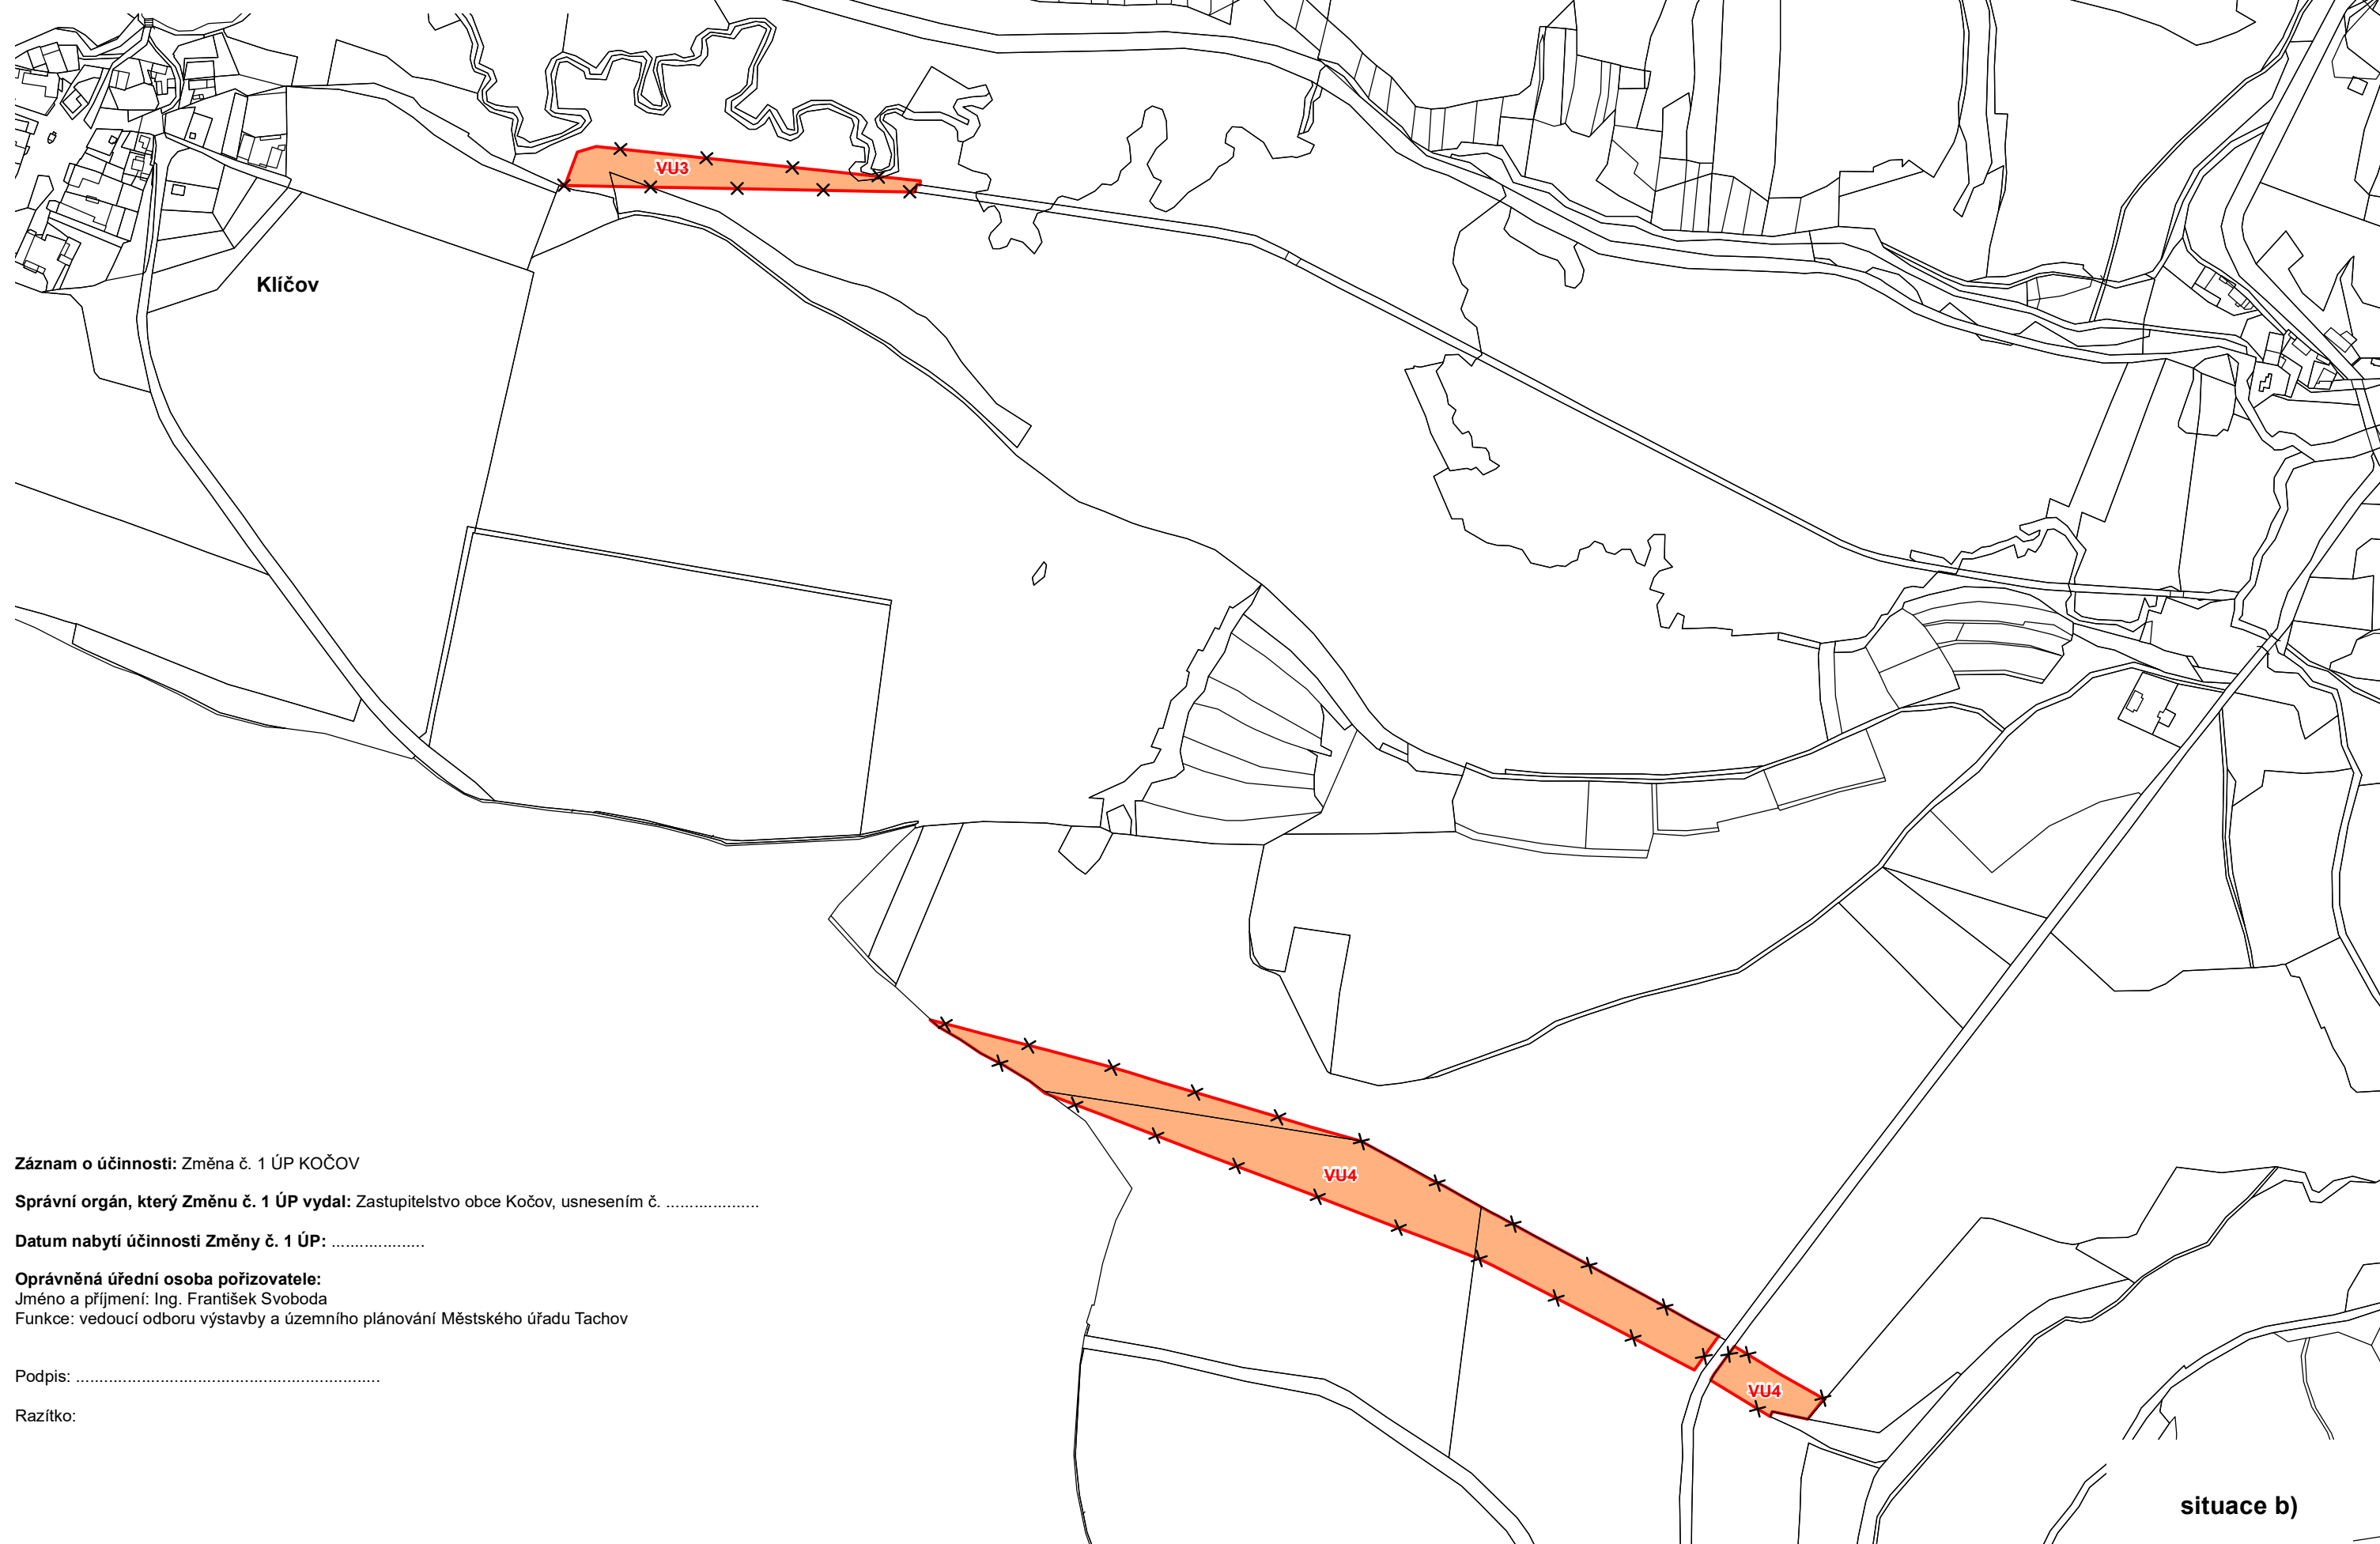 VU3
Klíčov
VU4
VU4
Záznam o účinnosti: Změna č. 1 ÚP KOČOV
Správní orgán, který Změnu č. 1 ÚP vydal: Zastupitelstvo obce Kočov, usnesením č. ....................
Datum nabytí účinnosti Změny č. 1 ÚP: ....................
Oprávněná úřední osoba pořizovatele:
Jméno a příjmení: Ing. František Svoboda
Funkce: vedoucí odboru výstavby a územního plánování Městského úřadu Tachov
Podpis: .................................................................
Razítko:
situace b)